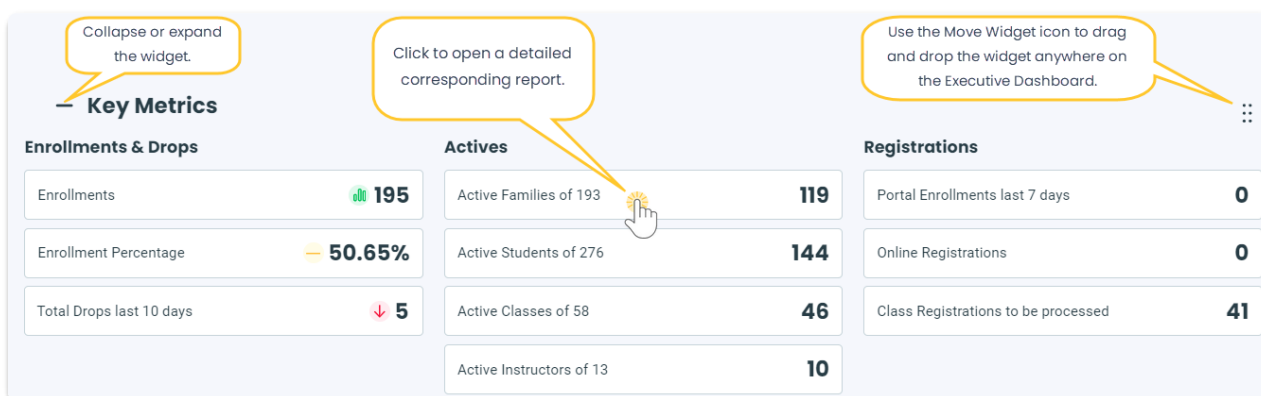 Collapse or expand
the widget.
Click to open a detailed
corresponding report.
Use the Move Widget icon to drag
and drop the widget anywhere on
the Executive Dashboard.
Key Metrics
Enrollments & Drops
Enrollments 195
Enrollment Percentage 50.65%
Total Drops last 10 days 5
Actives
Active Families of 193 119
Active Students of 276 144
Active Classes of 58 46
Active Instructors of 13 10
Registrations
Portal Enrollments last 7 days 0
Online Registrations 0
Class Registrations to be processed 41